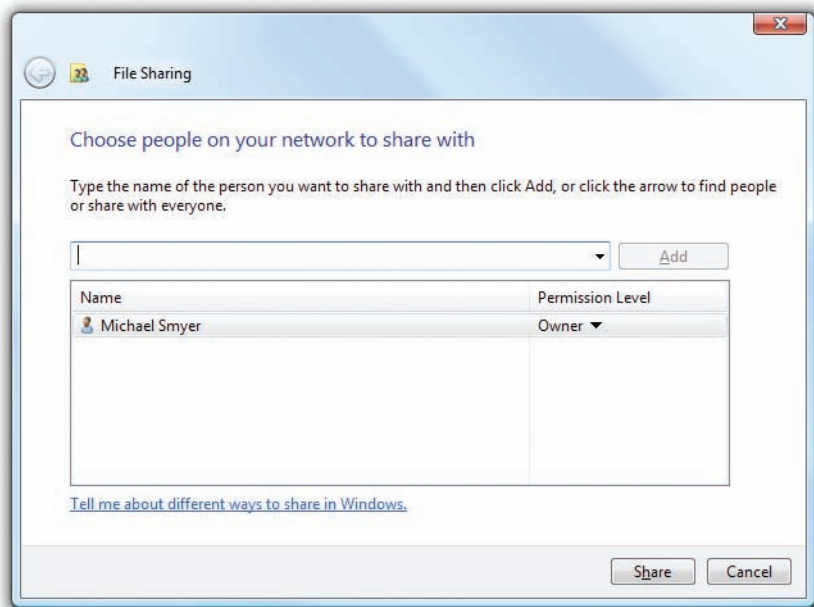 File Sharing
Choose people on your network to share with
Type the name of the person you want to share with and then click Add, or click the arrow to find people
or share with everyone.
Add
Name Permission Level
Michael Smyer Owner
Tell me about different ways to share in Windows.
Share Cancel